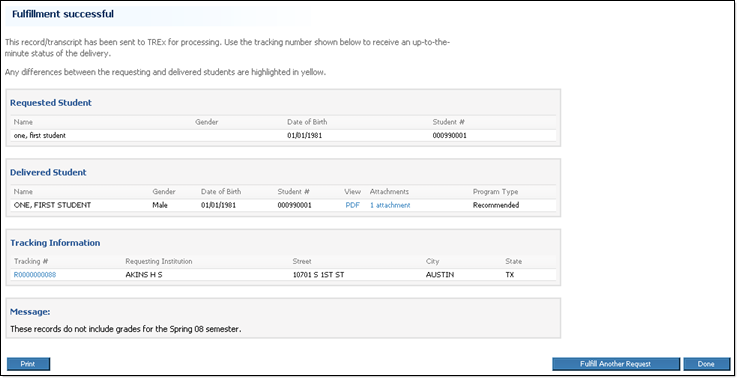 Fulfillment successful
This record/transcript has been sent to TREx for processing. Use the tracking number shown below to receive an up-to-the-
minute status of the delivery.
Any differences between the requesting and delivered students are highlighted in yellow.
Requested Student
Name Gender Date of Birth Student #
one, first student 01/01/1981 000990001
Delivered Student
Name Gender Date of Birth Student # View Attachments Program Type
ONE, FIRST STUDENT Male 01/01/1981 000990001 PDF 1 attachment Recommended
Tracking Information
Tracking # Requesting Institution Street City State
R0000000088 AKINS H S 10701 S 1ST ST AUSTIN TX
Message:
These records do not include grades for the Spring 08 semester.
Print Fulfill Another Request Done